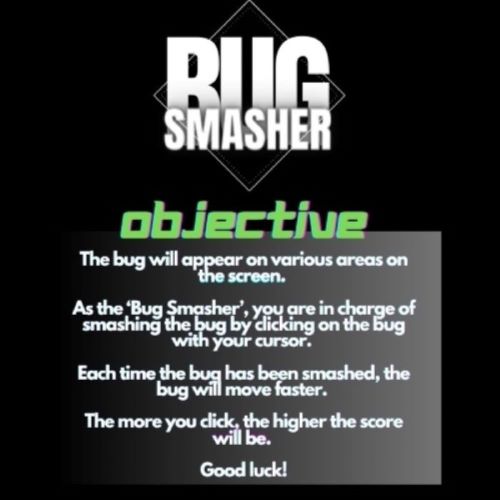 BUG
SMASHER
objective
The bug will appear on various areas on
the screen.
As the ‘Bug Smasher’, you are in charge of
smashing the bug by clicking on the bug
with your cursor.
Each time the bug has been smashed, the
bug will move faster.
The more you click, the higher the score
will be.
Good luck!